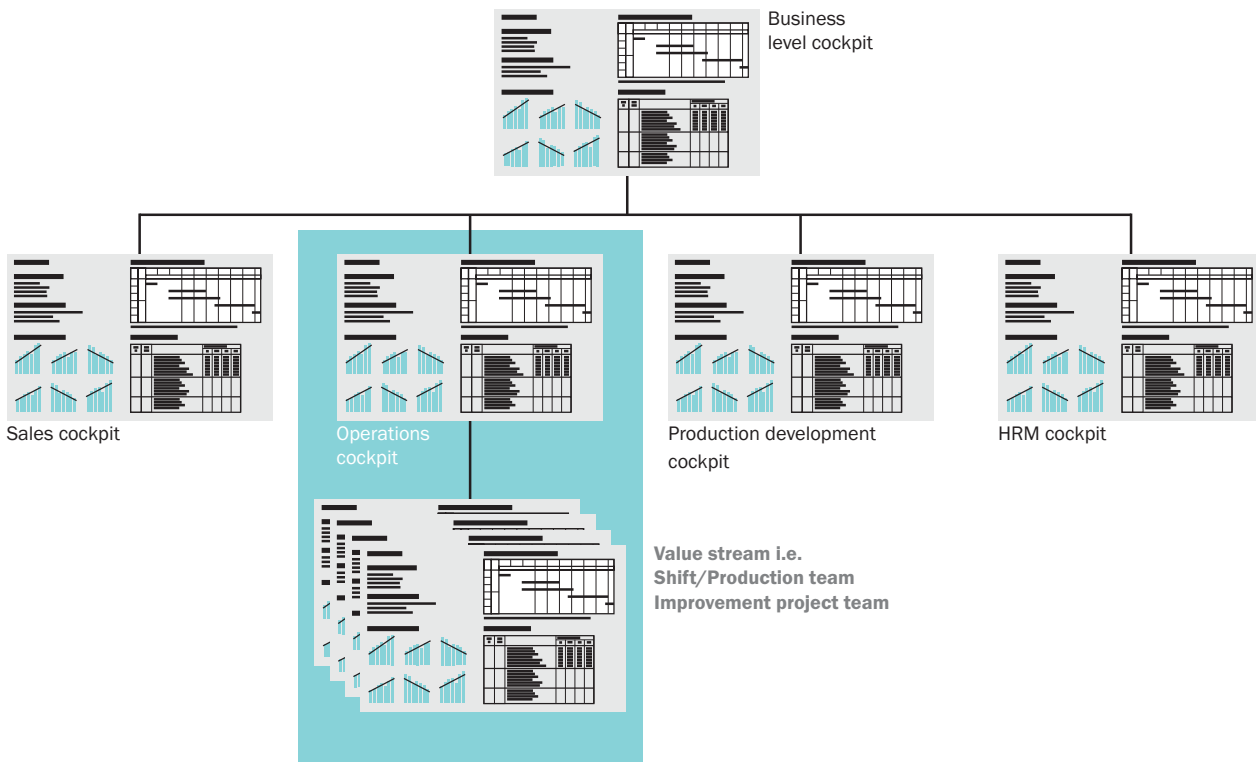 Business
level cockpit
Sales cockpit
Operations
cockpit
Production development
cockpit
HRM cockpit
Value stream i.e.
Shift/Production team
Improvement project team